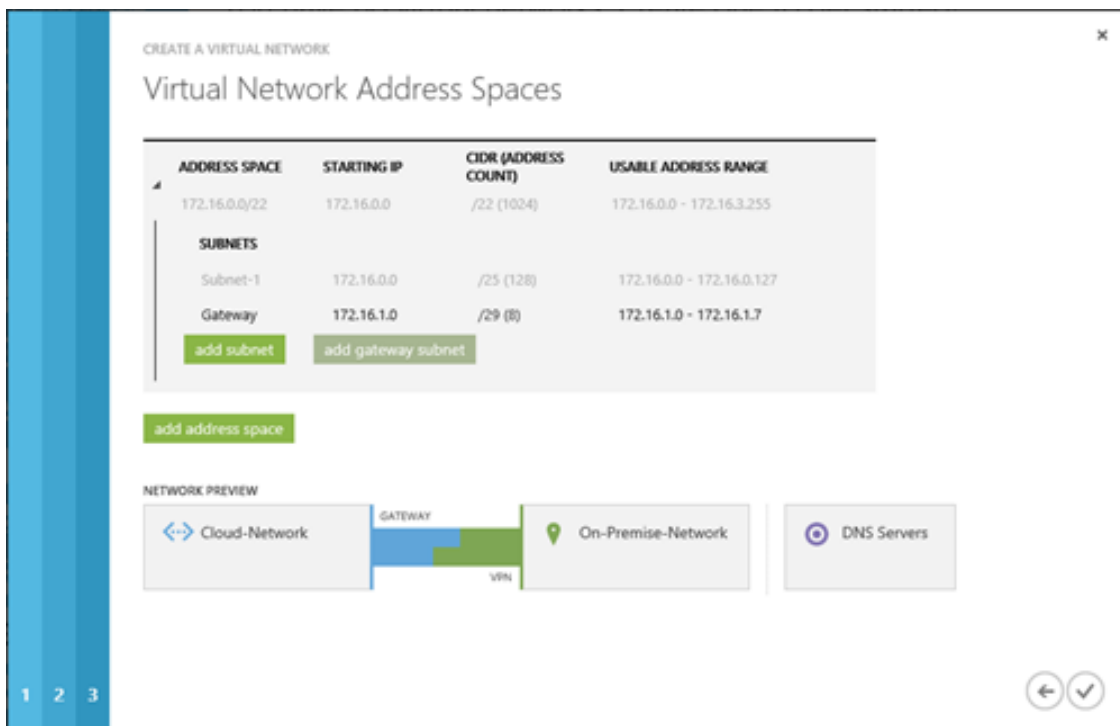 CREATE A VIRTUAL NETWORK
Virtual Network Address Spaces
ADDRESS SPACE STARTING IP CIDR (ADDRESS COUNT) USABLE ADDRESS RANGE
172.16.0.0/22 172.16.0.0 /22 (1024) 172.16.0.0 - 172.16.3.255
SUBNETS
Subnet-1 172.16.0.0 /25 (128) 172.16.0.0 - 172.16.0.127
Gateway 172.16.1.0 /29 (8) 172.16.1.0 - 172.16.1.7
add subnet add gateway subnet
add address space
NETWORK PREVIEW
Cloud-Network GATEWAY VPN On-Premise-Network DNS Servers
1 2 3